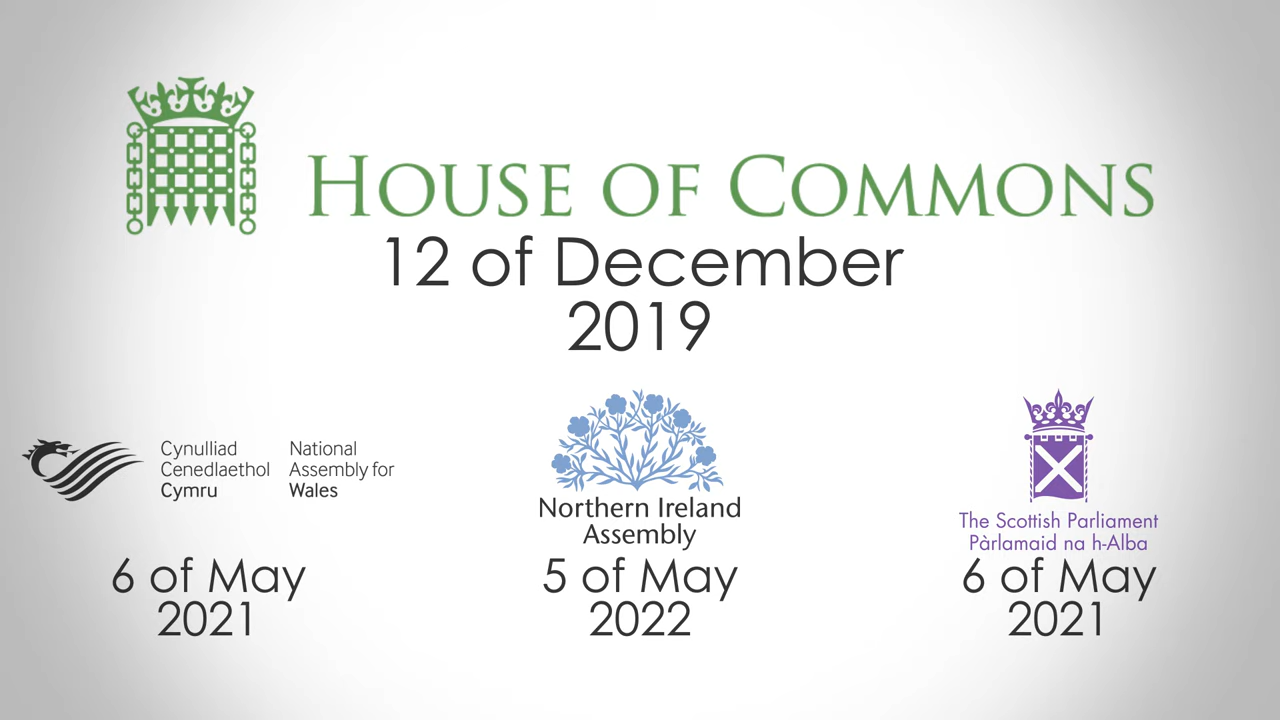 HOUSE OF COMMONS
12 of December
2019
Cynulliad
Cenedlaethol
Cymru
National
Assembly for
Wales
6 of May
2021
Northern Ireland
Assembly
5 of May
2022
The Scottish Parliament
Pàrlamaid na h-Alba
6 of May
2021